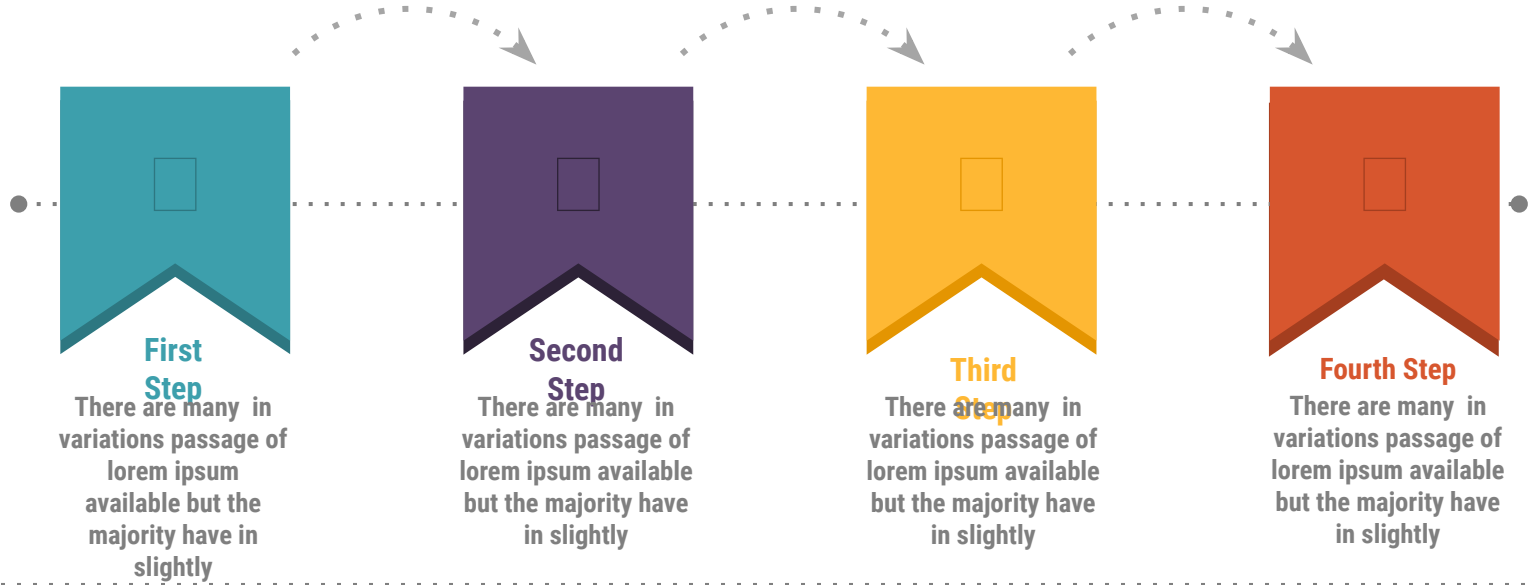 First
Step
There are many  in
variations passage of
lorem ipsum
available but the
majority have in
slightly
Second
Step
There are many  in
variations passage of
lorem ipsum available
but the majority have
in slightly
Third
Step
There are many  in
variations passage of
lorem ipsum available
but the majority have
in slightly
Fourth Step
There are many  in
variations passage of
lorem ipsum available
but the majority have
in slightly